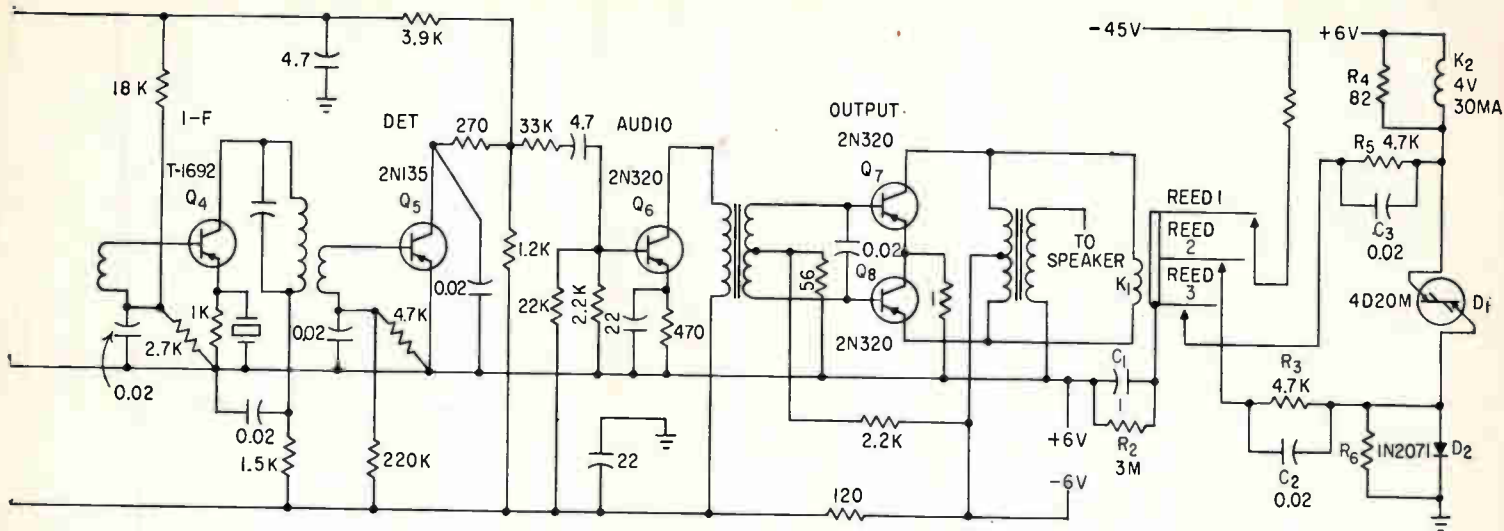 3.9K
4.7
18K
I-F
T-1692
Q4
1K
2.7K
0.02
0.02
1.5K
DET
2N135
Q5
270
33K
4.7
0.02
4.7K
0.02
220K
1.2K
AUDIO
2N320
Q6
22K
2.2K
22
470
22
120
OUTPUT
2N320
Q7
0.02
Q8
56
1
2N320
2.2K
TO
SPEAKER
K1
+6V
-6V
C1
1
R2
3M
-45V
REED 1
REED
2
REED
3
+6V
R4
82
K2
4V
30MA
R5 4.7K
C3
0.02
4D20M
D1
R3
4.7K
C2
0.02
R6
1N2071
D2